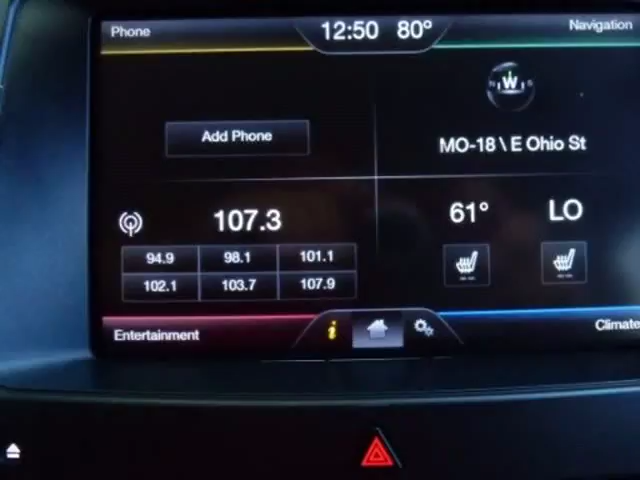 Phone
12:50 80°
Navigation
W
Add Phone
MO-18 \ E Ohio St
107.3
61° LO
94.9 98.1 101.1
102.1 103.7 107.9
Entertainment
i
Climate